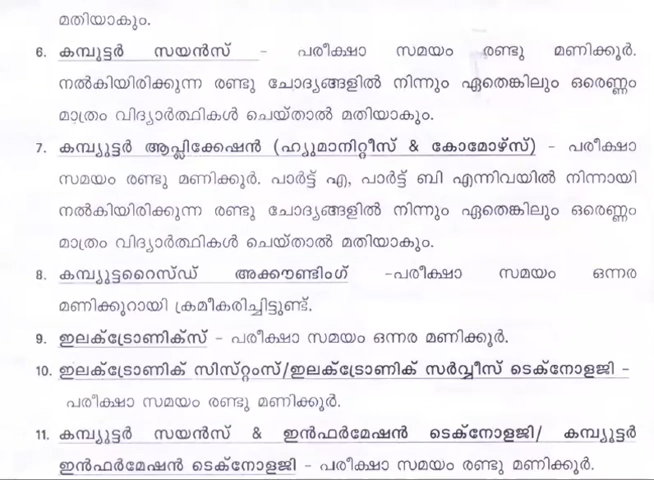 മതിയാകും.
6. കമ്പ്യൂട്ടർ സയൻസ് - പരീക്ഷാ സമയം രണ്ടു മണിക്കൂർ.
നൽകിയിരിക്കുന്ന രണ്ടു ചോദ്യങ്ങളിൽ നിന്നും ഏതെങ്കിലും ഒരെണ്ണം
മാത്രം വിദ്യാർത്ഥികൾ ചെയ്താൽ മതിയാകും.
7. കമ്പ്യൂട്ടർ ആപ്ലിക്കേഷൻ (ഹ്യുമാനിറ്റീസ് & കോമേഴ്സ്) - പരീക്ഷാ
സമയം രണ്ടു മണിക്കൂർ. പാർട്ട് എ, പാർട്ട് ബി എന്നിവയിൽ നിന്നായി
നൽകിയിരിക്കുന്ന രണ്ടു ചോദ്യങ്ങളിൽ നിന്നും ഏതെങ്കിലും ഒരെണ്ണം
മാത്രം വിദ്യാർത്ഥികൾ ചെയ്താൽ മതിയാകും.
8. കമ്പ്യൂട്ടറൈസ്ഡ് അക്കൗണ്ടിംഗ് -പരീക്ഷാ സമയം ഒന്നര
മണിക്കൂറായി ക്രമീകരിച്ചിട്ടുണ്ട്.
9. ഇലക്ട്രോണിക്സ് - പരീക്ഷാ സമയം ഒന്നര മണിക്കൂർ.
10. ഇലക്ട്രോണിക് സിസ്റ്റംസ്/ഇലക്ട്രോണിക് സർവ്വീസ് ടെക്നോളജി -
പരീക്ഷാ സമയം രണ്ടു മണിക്കൂർ.
11. കമ്പ്യൂട്ടർ സയൻസ് & ഇൻഫർമേഷൻ ടെക്നോളജി/ കമ്പ്യൂട്ടർ
ഇൻഫർമേഷൻ ടെക്നോളജി - പരീക്ഷാ സമയം രണ്ടു മണിക്കൂർ.